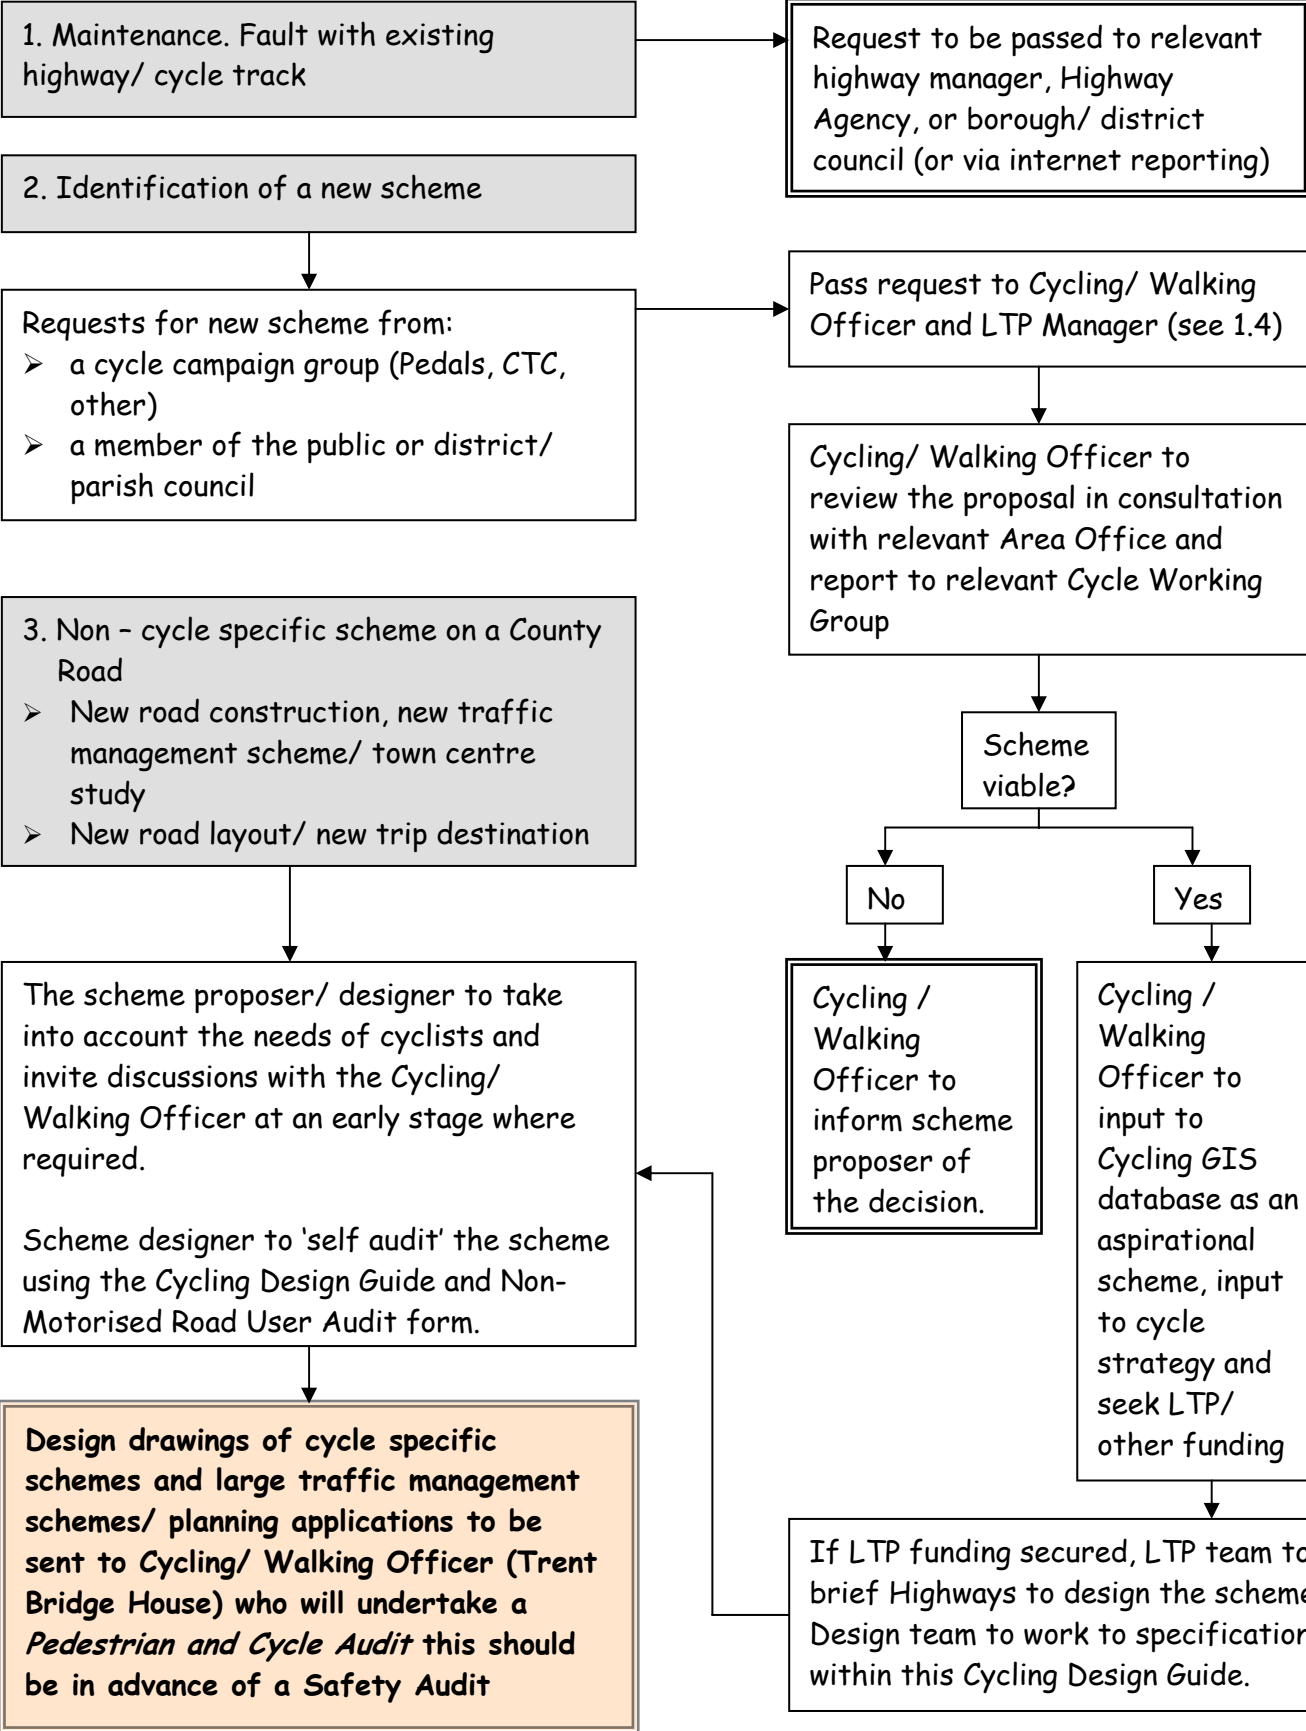 1. Maintenance. Fault with existing
highway/ cycle track
Request to be passed to relevant
highway manager, Highway
Agency, or borough/ district
council (or via internet reporting)
2. Identification of a new scheme
Requests for new scheme from:
➢ a cycle campaign group (Pedals, CTC,
other)
➢ a member of the public or district/
parish council
Pass request to Cycling/ Walking
Officer and LTP Manager (see 1.4)
Cycling/ Walking Officer to
review the proposal in consultation
with relevant Area Office and
report to relevant Cycle Working
Group
Scheme
viable?
No
Yes
Cycling /
Walking
Officer to
inform scheme
proposer of
the decision.
Cycling /
Walking
Officer to
input to
Cycling GIS
database as an
aspirational
scheme, input
to cycle
strategy and
seek LTP/
other funding
If LTP funding secured, LTP team to
brief Highways to design the scheme
Design team to work to specification
within this Cycling Design Guide.
3. Non – cycle specific scheme on a County
Road
➢ New road construction, new traffic
management scheme/ town centre
study
➢ New road layout/ new trip destination
The scheme proposer/ designer to take
into account the needs of cyclists and
invite discussions with the Cycling/
Walking Officer at an early stage where
required.
Scheme designer to ‘self audit’ the scheme
using the Cycling Design Guide and Non-
Motorised Road User Audit form.
Design drawings of cycle specific
schemes and large traffic management
schemes/ planning applications to be
sent to Cycling/ Walking Officer (Trent
Bridge House) who will undertake a
Pedestrian and Cycle Audit this should
be in advance of a Safety Audit